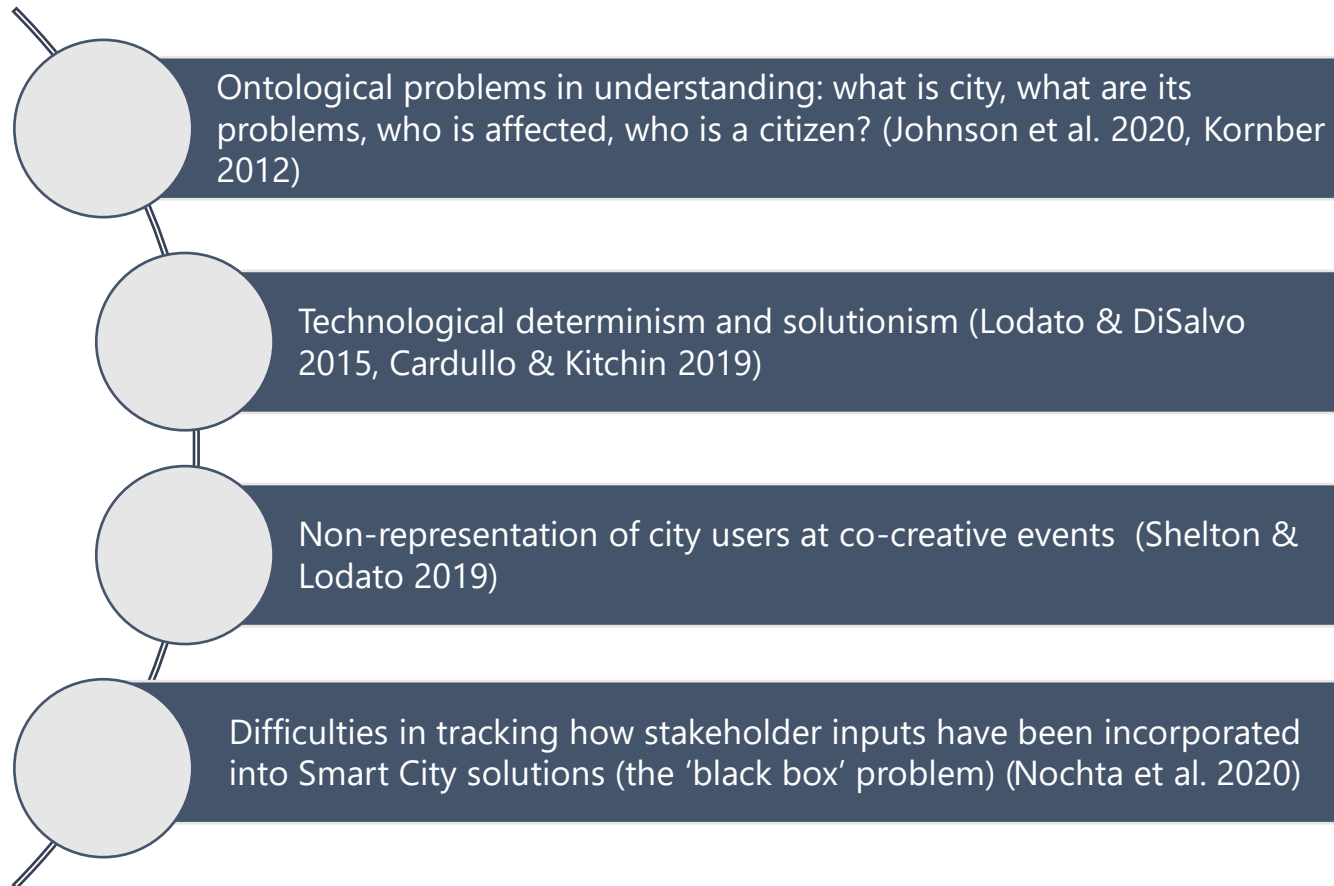 Ontological problems in understanding: what is city, what are its
problems, who is affected, who is a citizen? (Johnson et al. 2020, Kornber
2012)
Technological determinism and solutionism (Lodato & DiSalvo
2015, Cardullo & Kitchin 2019)
Non-representation of city users at co-creative events  (Shelton &
Lodato 2019)
Difficulties in tracking how stakeholder inputs have been incorporated
into Smart City solutions (the ‘black box’ problem) (Nochta et al. 2020)